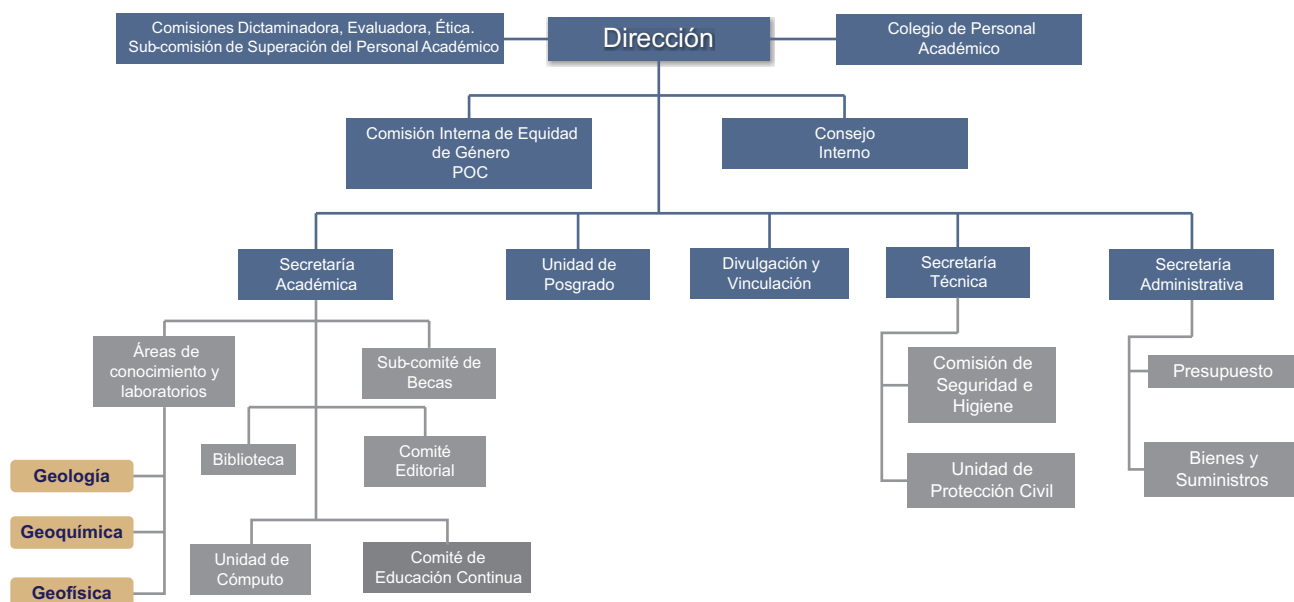 Comisiones Dictaminadora, Evaluadora, Ética.
Sub-comisión de Superación del Personal Académico
Dirección
Colegio de Personal
Académico
Comisión Interna de Equidad
de Género
POC
Consejo
Interno
Secretaría
Académica
Unidad de
Posgrado
Divulgación y
Vinculación
Secretaría
Técnica
Secretaría
Administrativa
Áreas de
conocimiento y
laboratorios
Sub-comité de
Becas
Comisión de
Seguridad e
Higiene
Presupuesto
Biblioteca
Comité
Editorial
Geología
Unidad de
Protección Civil
Bienes y
Suministros
Geoquímica
Unidad de
Cómputo
Comité de
Educación Continua
Geofísica